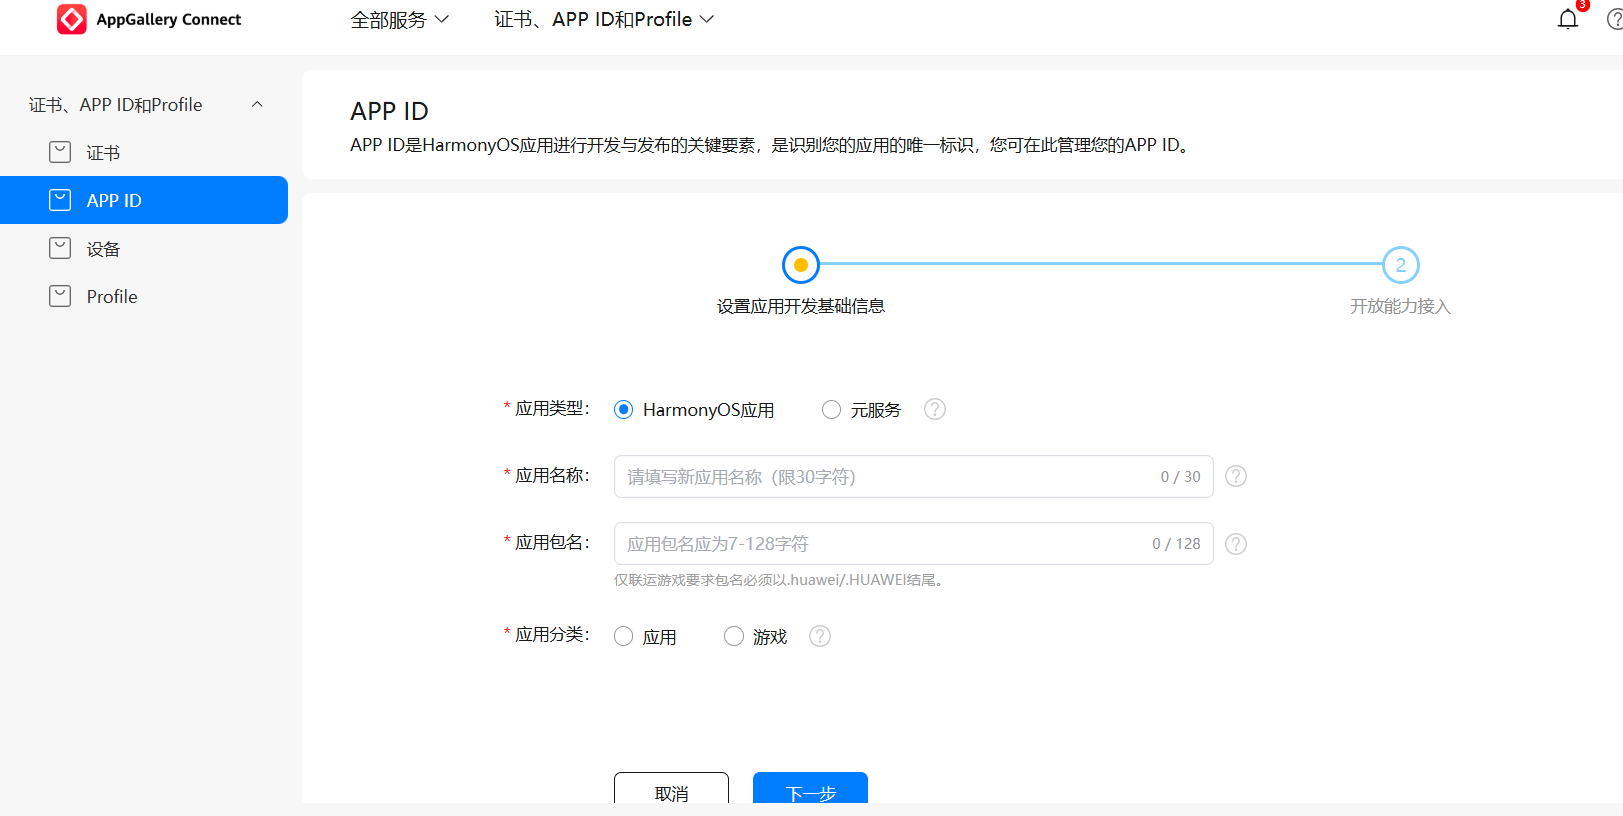 AppGallery Connect
全部服务
证书、APP ID和Profile
3
证书、APP ID和Profile
证书
APP ID
设备
Profile
APP ID
APP ID是HarmonyOS应用进行开发与发布的关键要素，是识别您的应用的唯一标识，您可在此管理您的APP ID。
2
设置应用开发基础信息
开放能力接入
* 应用类型： HarmonyOS应用 元服务 ?
* 应用名称： 请填写新应用名称（限30字符） 0 / 30 ?
* 应用包名： 应用包名应为7-128字符 0 / 128 ?
仅联运游戏要求包名必须以.huawei/.HUAWEI结尾。
* 应用分类： 应用 游戏 ?
取消 下一步